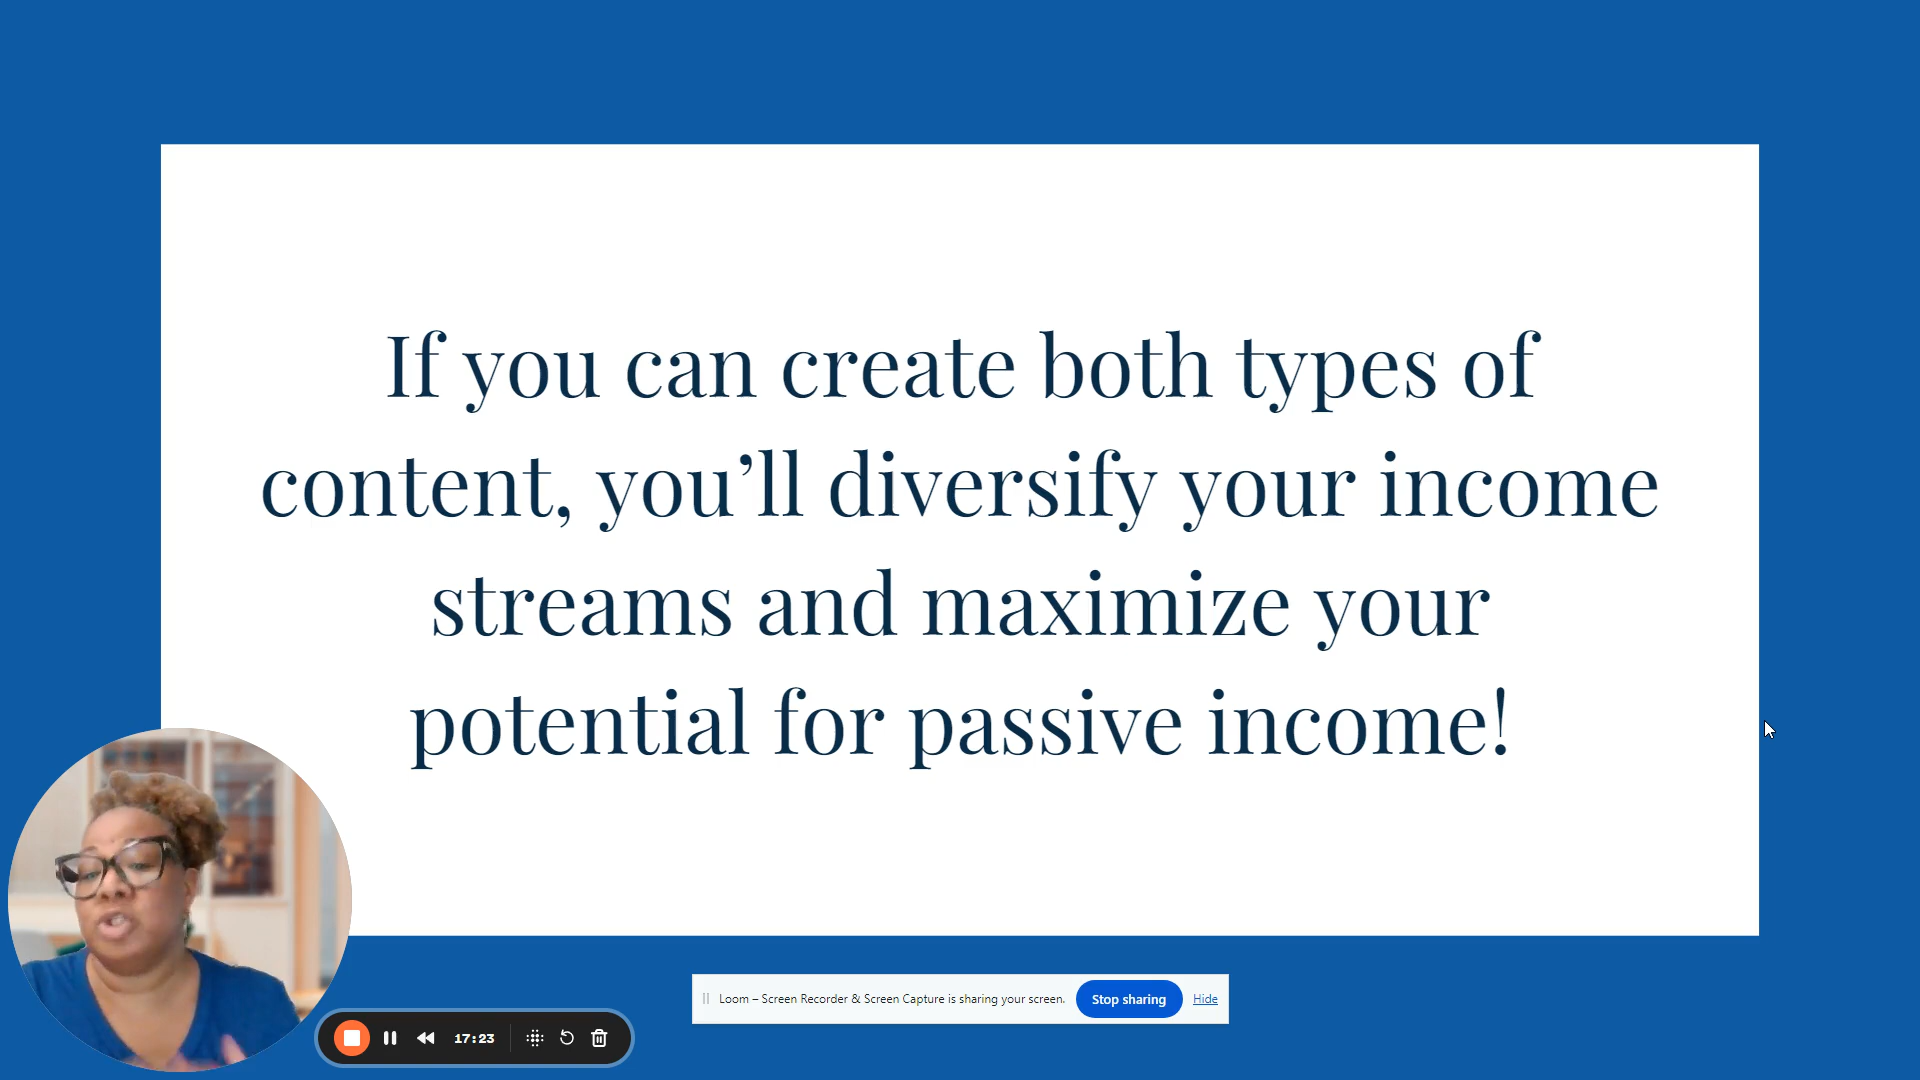 If you can create both types of
content, you’ll diversify your income
streams and maximize your
potential for passive income!
Loom – Screen Recorder & Screen Capture is sharing your screen.
Stop sharing
Hide
17:23